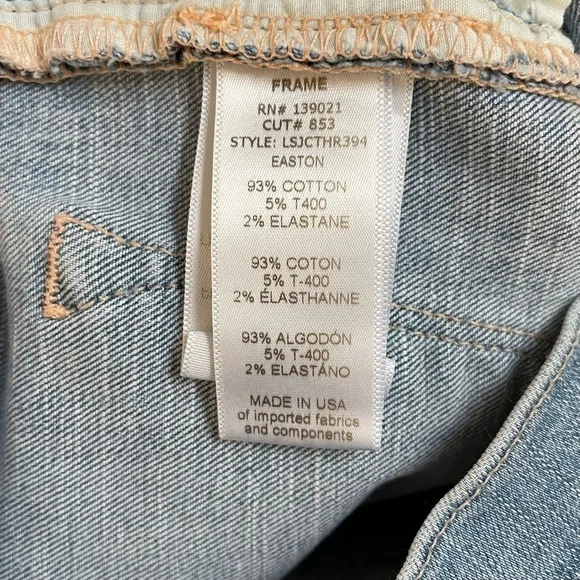 FRAME
RN# 139021
CUT# 853
STYLE: LSJCTHR394
EASTON
93% COTTON
5% T400
2% ELASTANE
93% COTON
5% T-400
2% ÉLASTHANNE
93% ALGODÓN
5% T-400
2% ELASTÁNO
MADE IN USA
of imported fabrics
and components